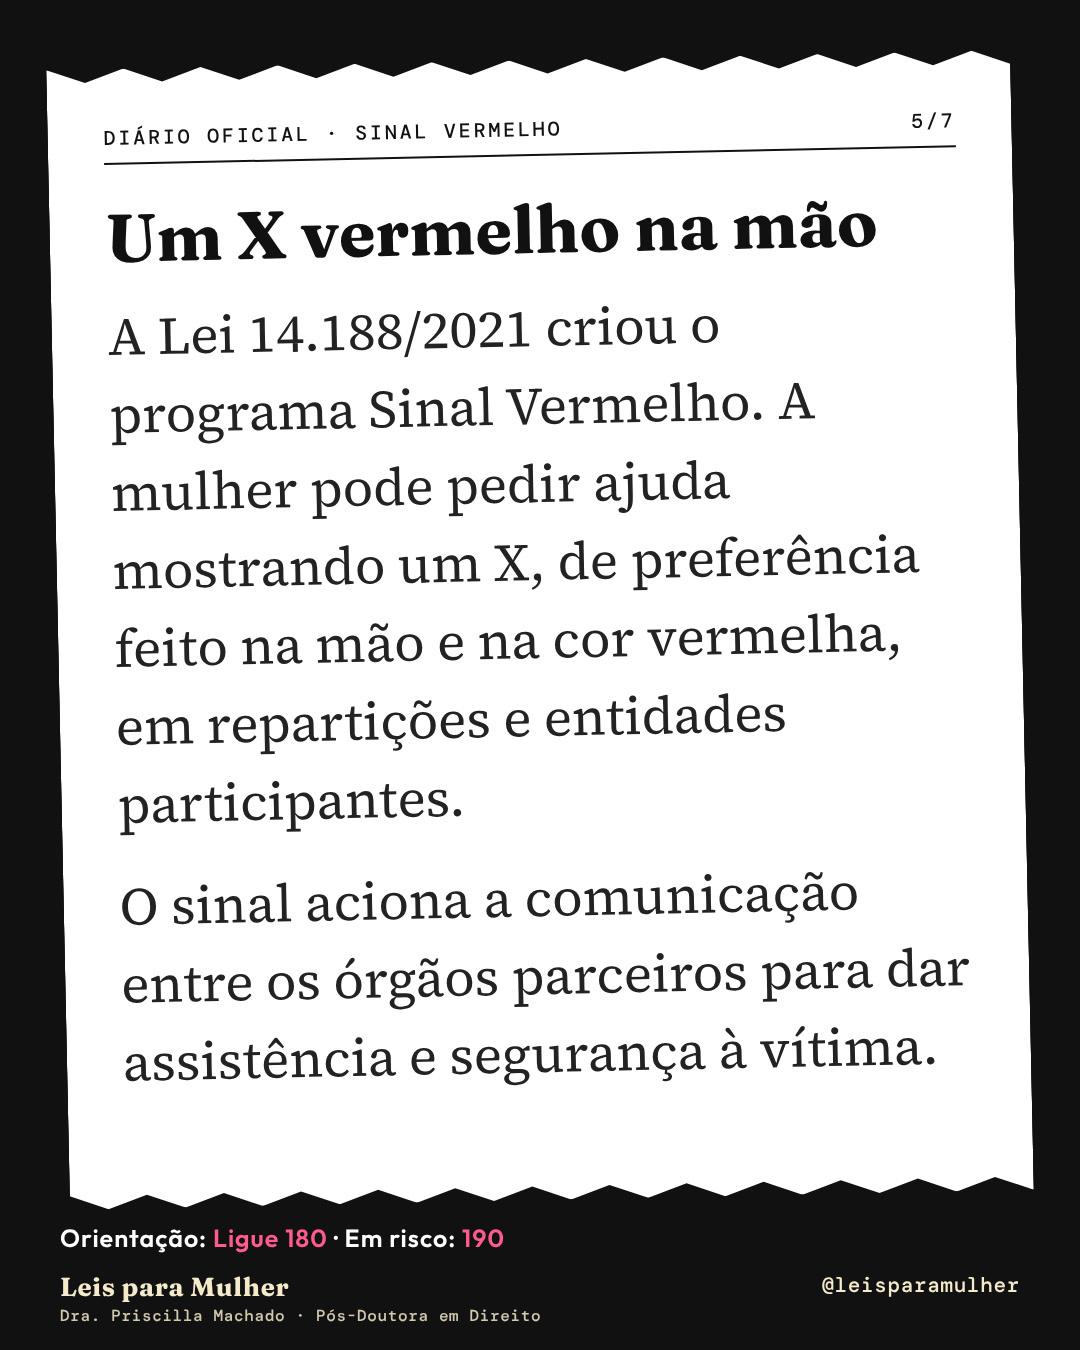 DIÁRIO OFICIAL · SINAL VERMELHO
5/7
Um X vermelho na mão
A Lei 14.188/2021 criou o
programa Sinal Vermelho. A
mulher pode pedir ajuda
mostrando um X, de preferência
feito na mão e na cor vermelha,
em repartições e entidades
participantes.
O sinal aciona a comunicação
entre os órgãos parceiros para dar
assistência e segurança à vítima.
Orientação: Ligue 180 · Em risco: 190
Leis para Mulher
@leisparamulher
Dra. Priscilla Machado · Pós-Doutora em Direito